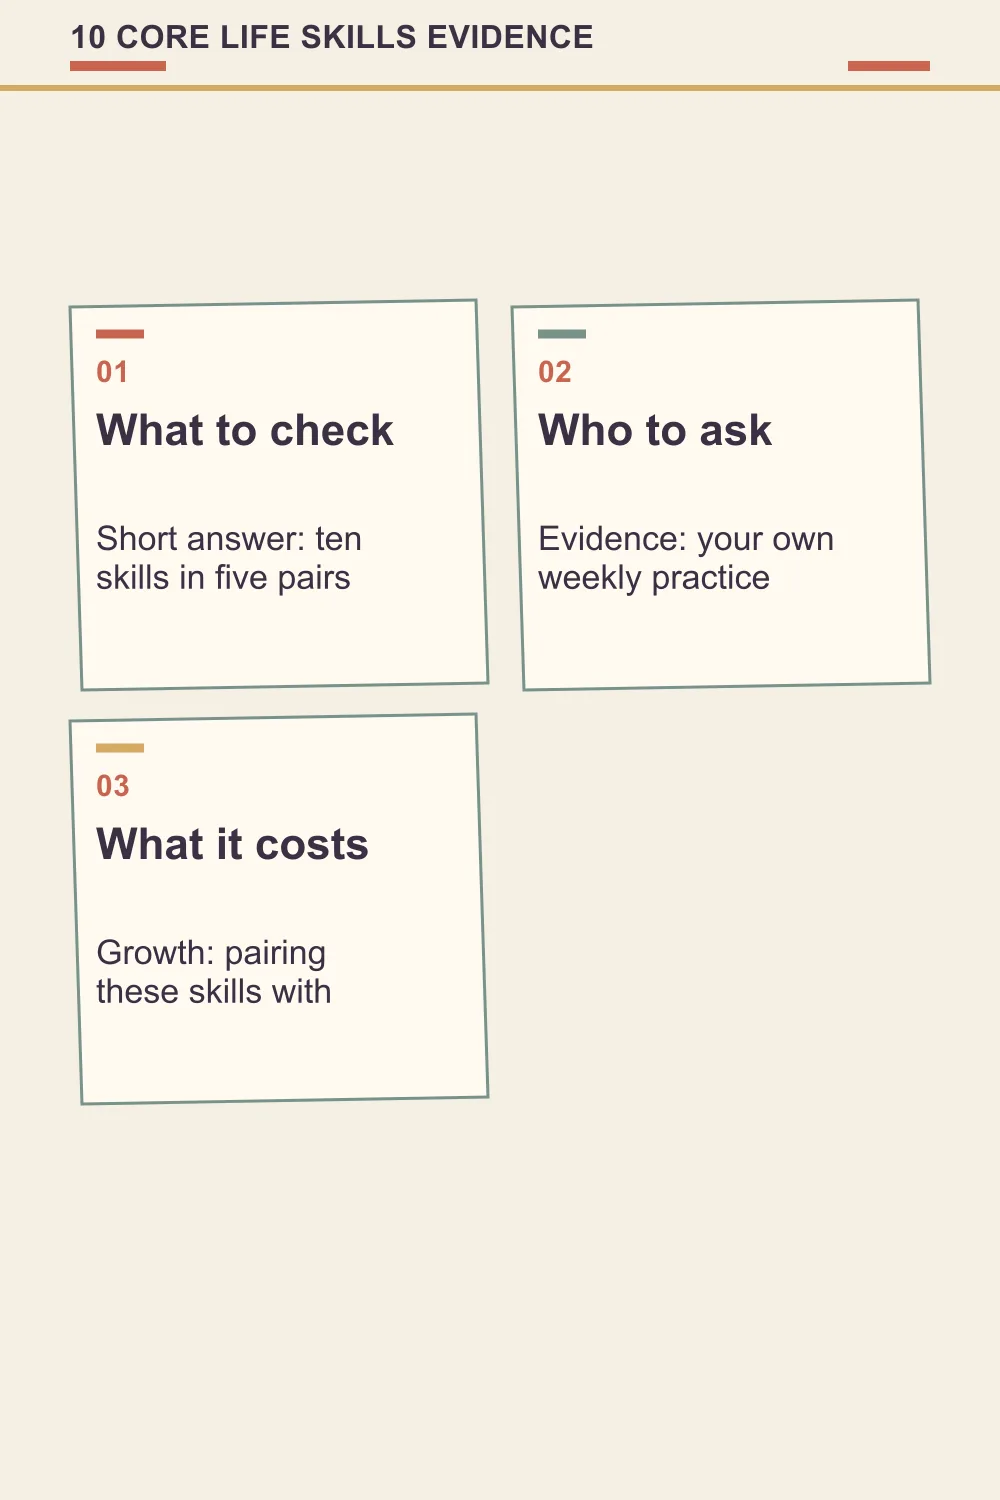 10 CORE LIFE SKILLS EVIDENCE
01
What to check
Short answer: ten
skills in five pairs
02
Who to ask
Evidence: your own
weekly practice
03
What it costs
Growth: pairing
these skills with